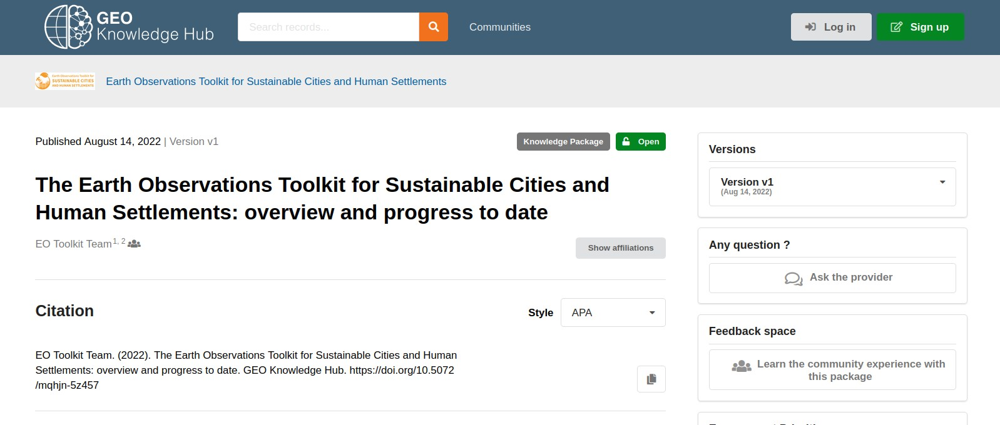 GEO
Knowledge Hub
Search records...
Communities
Log in
Sign up
Earth Observations Toolkit for
SUSTAINABLE CITIES
AND HUMAN SETTLEMENTS
Earth Observations Toolkit for Sustainable Cities and Human Settlements
Published August 14, 2022 | Version v1
Knowledge Package
Open
The Earth Observations Toolkit for Sustainable Cities and
Human Settlements: overview and progress to date
EO Toolkit Team1, 2
Show affiliations
Citation
Style
APA
EO Toolkit Team. (2022). The Earth Observations Toolkit for Sustainable Cities and Human
Settlements: overview and progress to date. GEO Knowledge Hub. https://doi.org/10.5072
/mqhjn-5z457
Versions
Version v1
(Aug 14, 2022)
Any question ?
Ask the provider
Feedback space
Learn the community experience with
this package